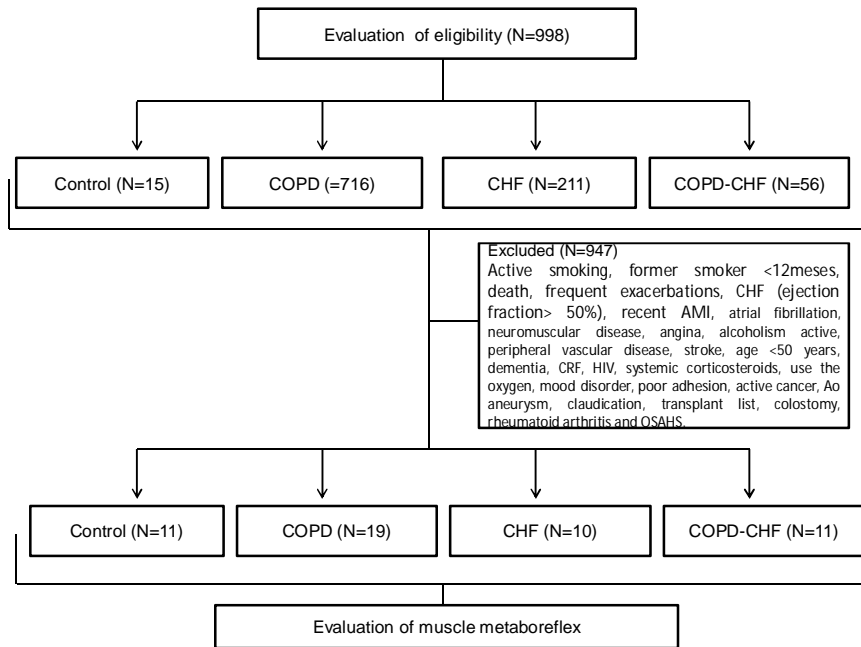 Evaluation of eligibility (N=998)
Control (N=15)
COPD (=716)
CHF (N=211)
COPD-CHF (N=56)
Excluded (N=947)
Active smoking, former smoker <12meses,
death, frequent exacerbations, CHF (ejection
fraction> 50%), recent AMI, atrial fibrillation,
neuromuscular disease, angina, alcoholism active,
peripheral vascular disease, stroke, age <50 years,
dementia, CRF, HIV, systemic corticosteroids, use the
oxygen, mood disorder, poor adhesion, active cancer, Ao
aneurysm, claudication, transplant list, colostomy,
rheumatoid arthritis and OSAHS.
Control (N=11)
COPD (N=19)
CHF (N=10)
COPD-CHF (N=11)
Evaluation of muscle metaboreflex